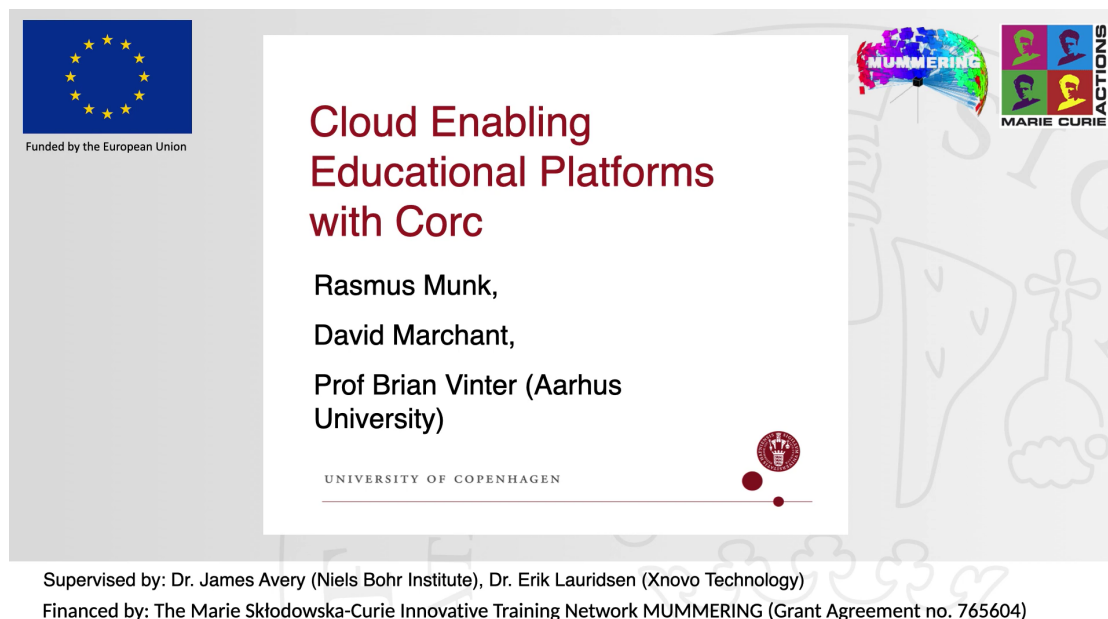 Funded by the European Union
MUMMERING
MARIE CURIE
ACTIONS
Cloud Enabling
Educational Platforms
with Corc
Rasmus Munk,
David Marchant,
Prof Brian Vinter (Aarhus
University)
UNIVERSITY OF COPENHAGEN
Supervised by: Dr. James Avery (Niels Bohr Institute), Dr. Erik Lauridsen (Xnovo Technology)
Financed by: The Marie Skłodowska-Curie Innovative Training Network MUMMERING (Grant Agreement no. 765604)